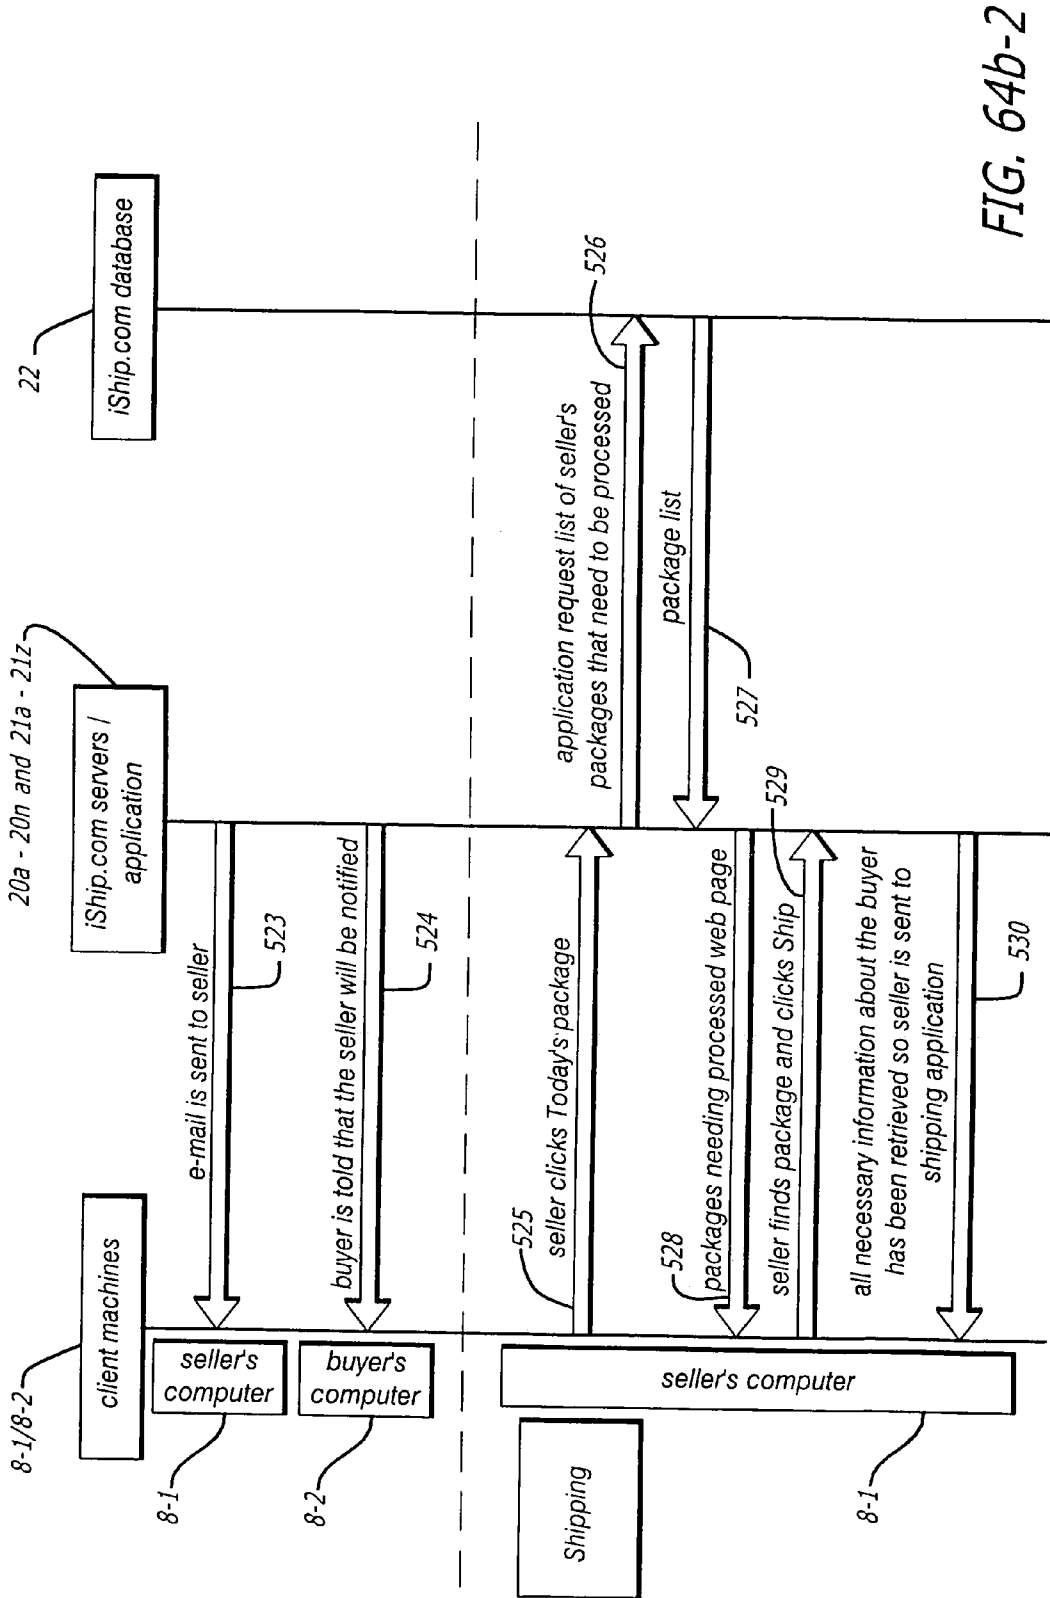 8-1/8-2
20a - 20n and 21a - 21z
22
client machines
iShip.com servers /
application
iShip.com database
seller's
computer
8-1
e-mail is sent to seller
523
buyer's
computer
8-2
buyer is told that the seller will be notified
524
Shipping
seller's computer
8-1
525
seller clicks Today's package
application request list of seller's
packages that need to be processed
526
package list
527
528
packages needing processed web page
seller finds package and clicks Ship
529
all necessary information about the buyer
has been retrieved so seller is sent to
shipping application
530
FIG. 64b-2